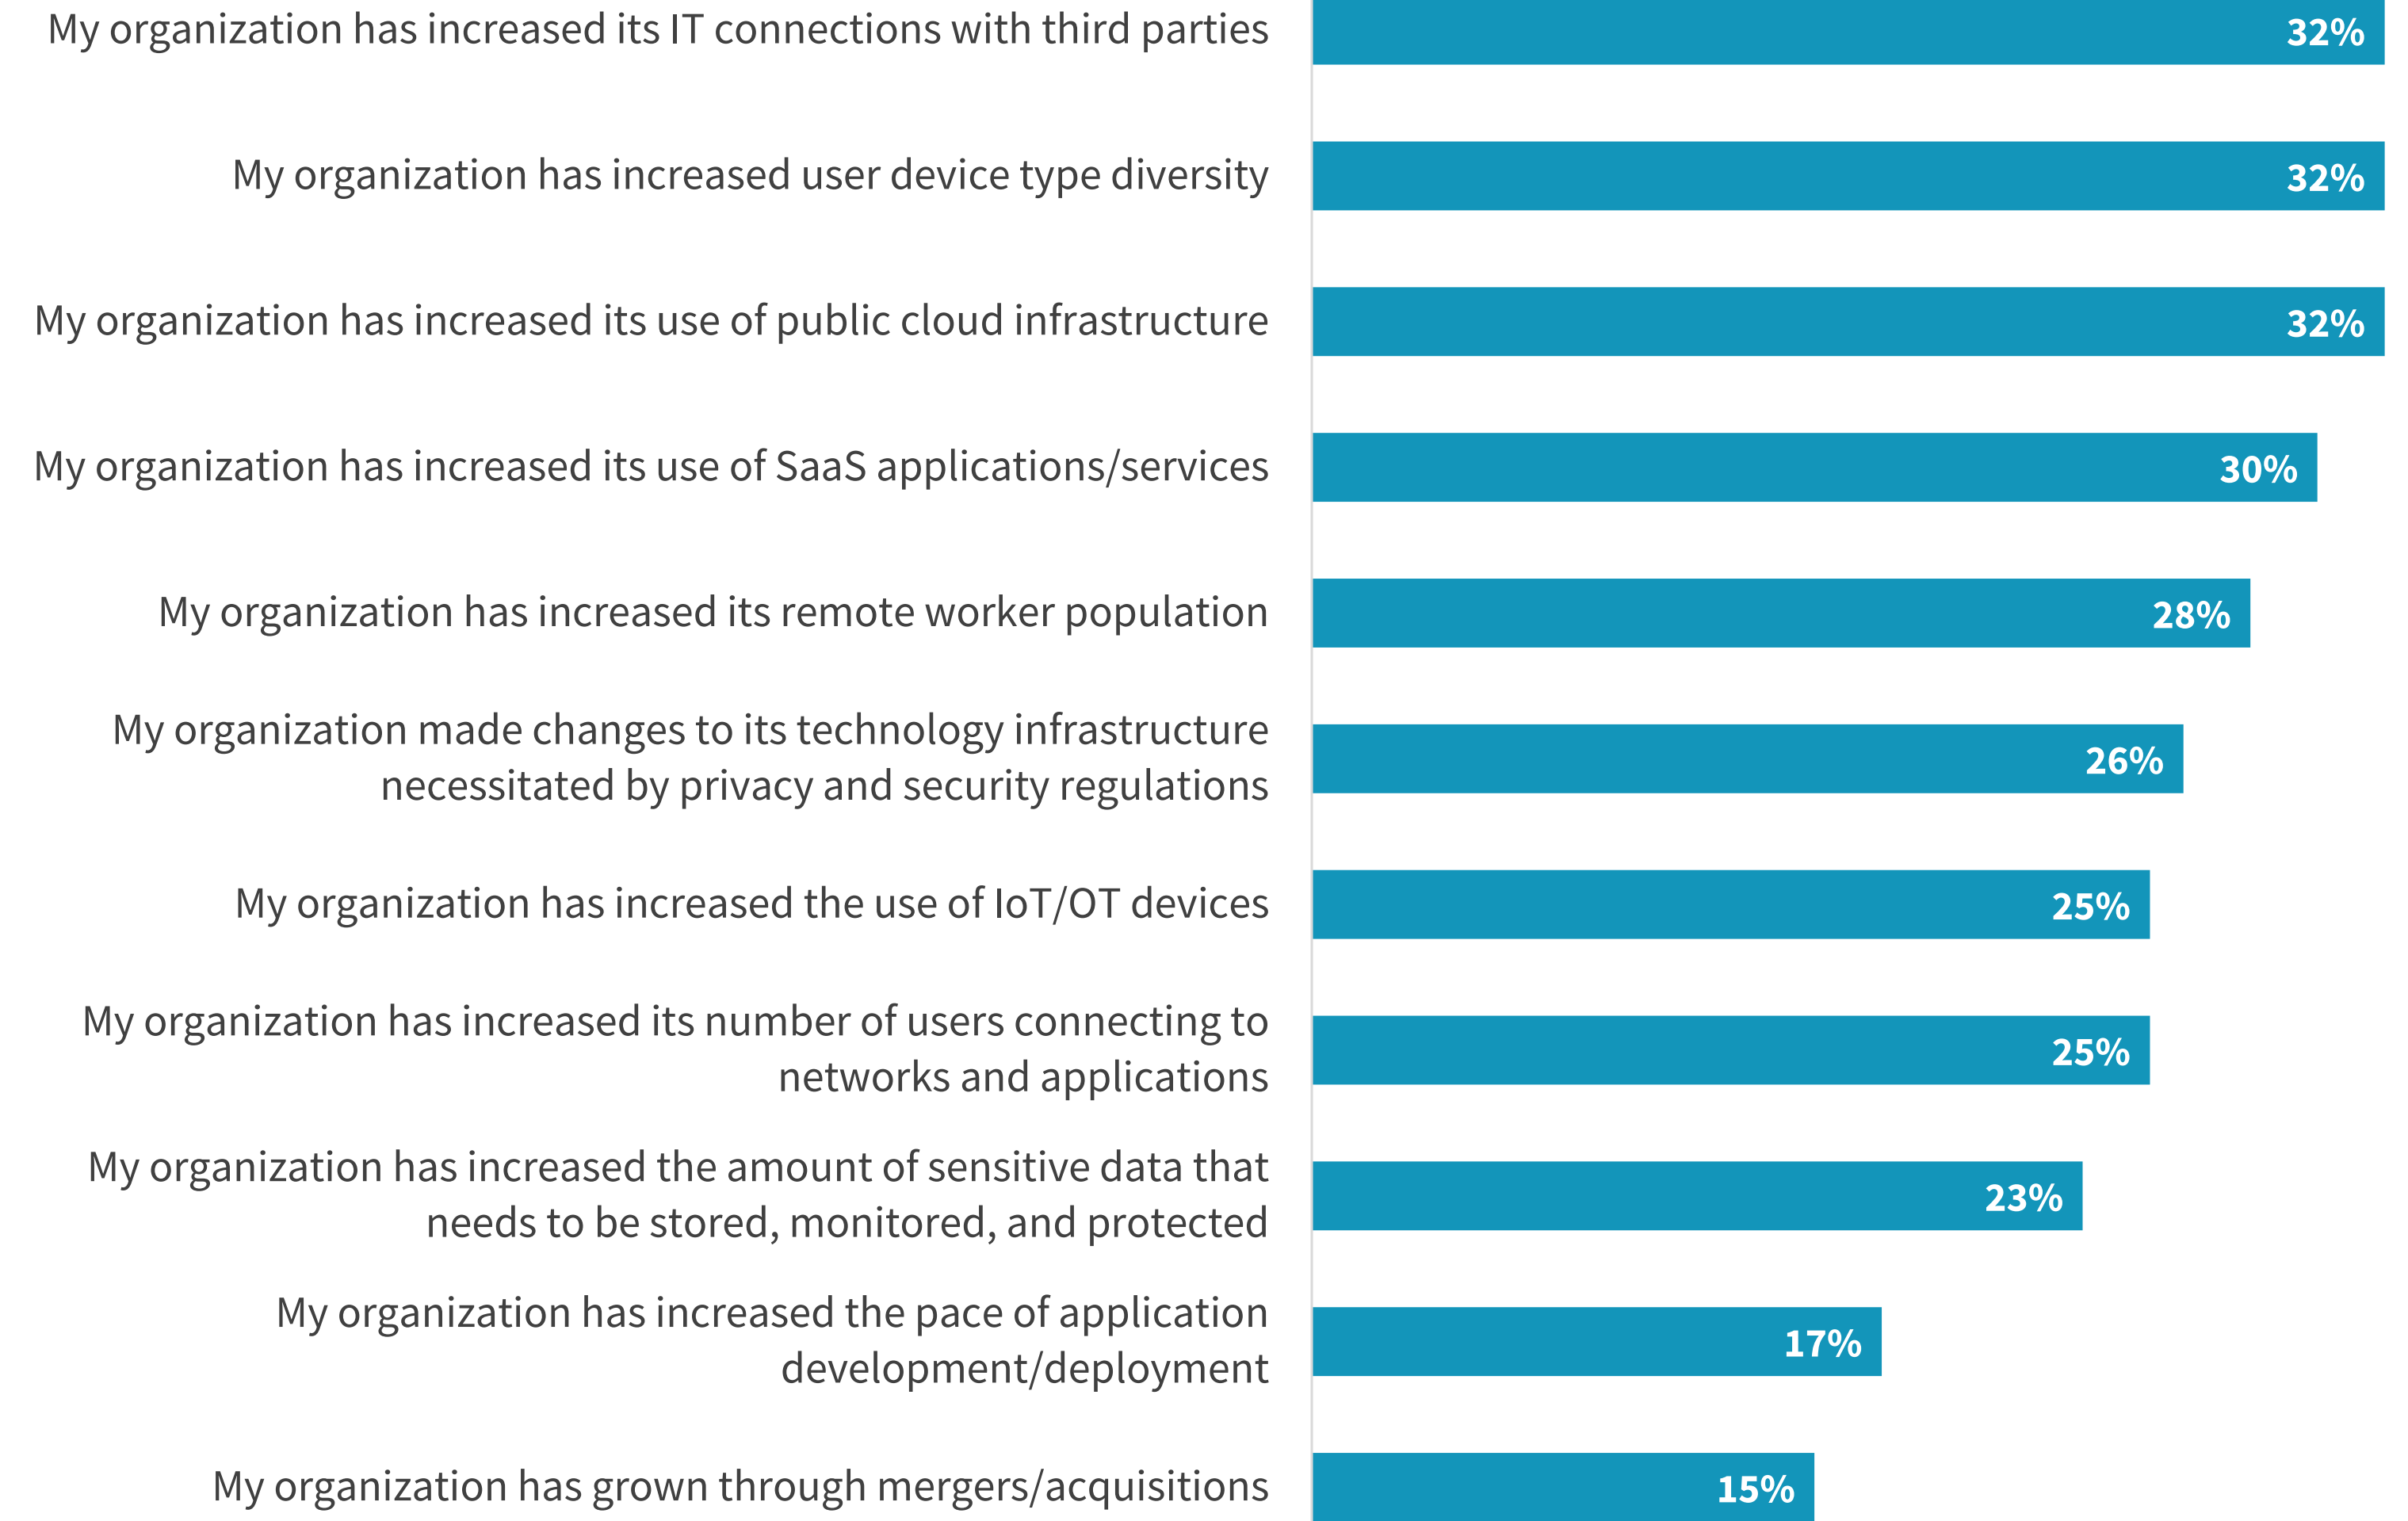 My organization has increased its IT connections with third parties 32%
My organization has increased user device type diversity 32%
My organization has increased its use of public cloud infrastructure 32%
My organization has increased its use of SaaS applications/services 30%
My organization has increased its remote worker population 28%
My organization made changes to its technology infrastructure
necessitated by privacy and security regulations 26%
My organization has increased the use of IoT/OT devices 25%
My organization has increased its number of users connecting to
networks and applications 25%
My organization has increased the amount of sensitive data that
needs to be stored, monitored, and protected 23%
My organization has increased the pace of application
development/deployment 17%
My organization has grown through mergers/acquisitions 15%